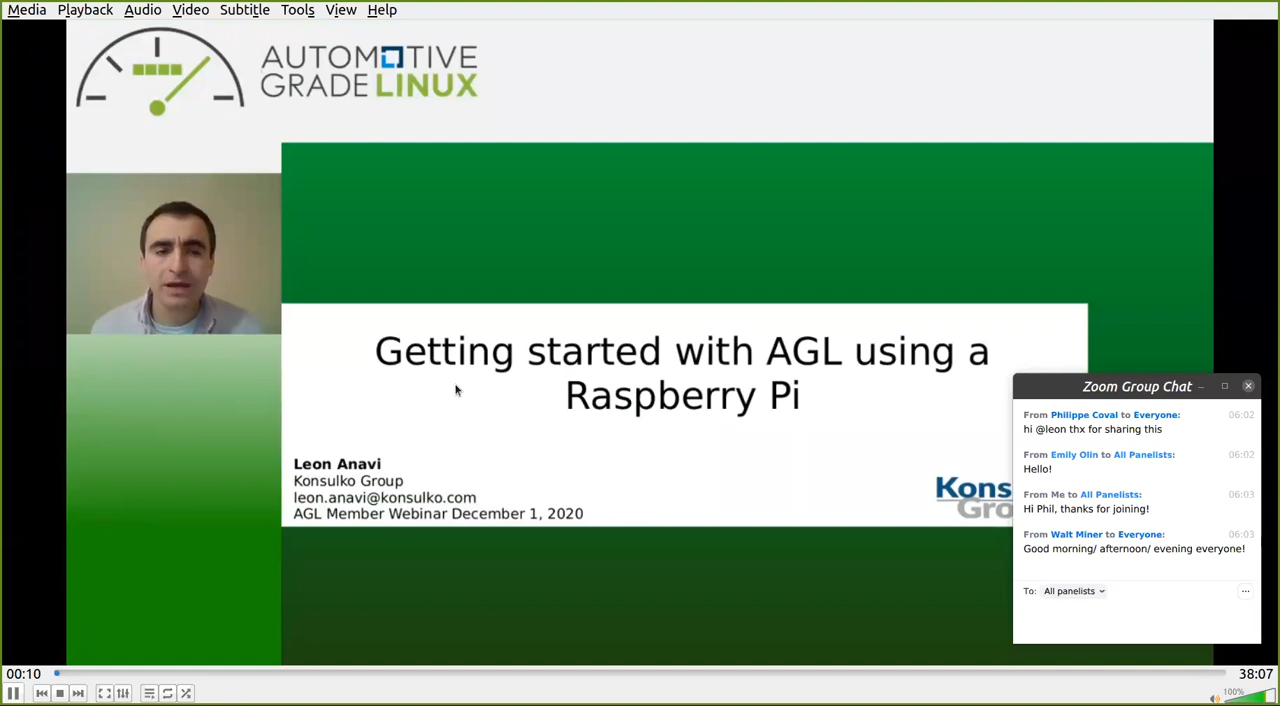 Media Playback Audio Video Subtitle Tools View Help
AUTOMOTIVE
GRADE LINUX
Getting started with AGL using a
Raspberry Pi
Leon Anavi
Konsulko Group
leon.anavi@konsulko.com
AGL Member Webinar December 1, 2020
Kons
Gro
Zoom Group Chat
From Philippe Coval to Everyone: 06:02
hi @leon thx for sharing this
From Emily Olin to All Panelists: 06:02
Hello!
From Me to All Panelists: 06:03
Hi Phil, thanks for joining!
From Walt Miner to Everyone: 06:03
Good morning/ afternoon/ evening everyone!
To: All panelists
00:10 38:07
100%